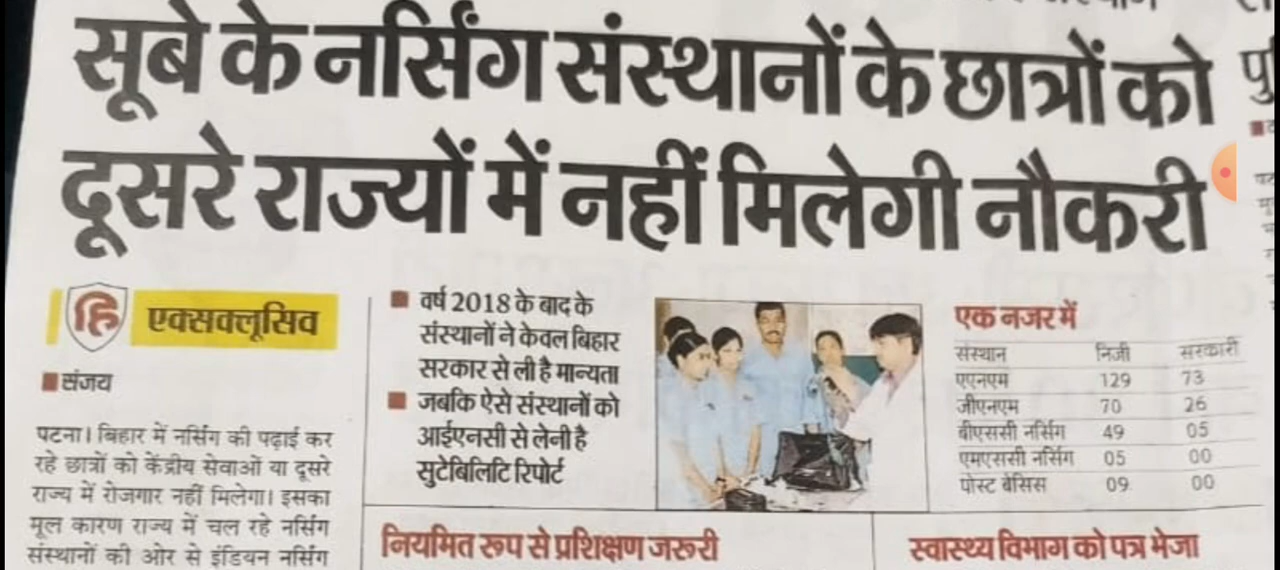 सूबे के नर्सिंग संस्थानों के छात्रों को
दूसरे राज्यों में नहीं मिलेगी नौकरी
हि एक्सक्लूसिव
संजय
पटना। बिहार में नर्सिंग की पढ़ाई कर
रहे छात्रों को केंद्रीय सेवाओं या दूसरे
राज्य में रोजगार नहीं मिलेगा। इसका
मूल कारण राज्य में चल रहे नर्सिंग
संस्थानों की ओर से इंडियन नर्सिंग
वर्ष 2018 के बाद के
संस्थानों ने केवल बिहार
सरकार से ली है मान्यता
जबकि ऐसे संस्थानों को
आईएनसी से लेनी है
सुटेबिलिटि रिपोर्ट
एक नजर में
संस्थान निजी सरकारी
एएनएम 129 73
जीएनएम 70 26
बीएससी नर्सिंग 49 05
एमएससी नर्सिंग 05 00
पोस्ट बेसिस 09 00
नियमित रूप से प्रशिक्षण जरूरी
स्वास्थ्य विभाग को पत्र भेजा